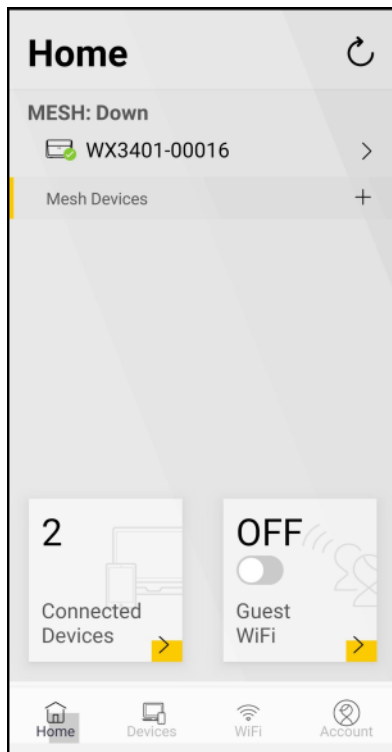 Home
MESH: Down
WX3401-00016
Mesh Devices
2
Connected
Devices
OFF
Guest
WiFi
Home
Devices
WiFi
Account